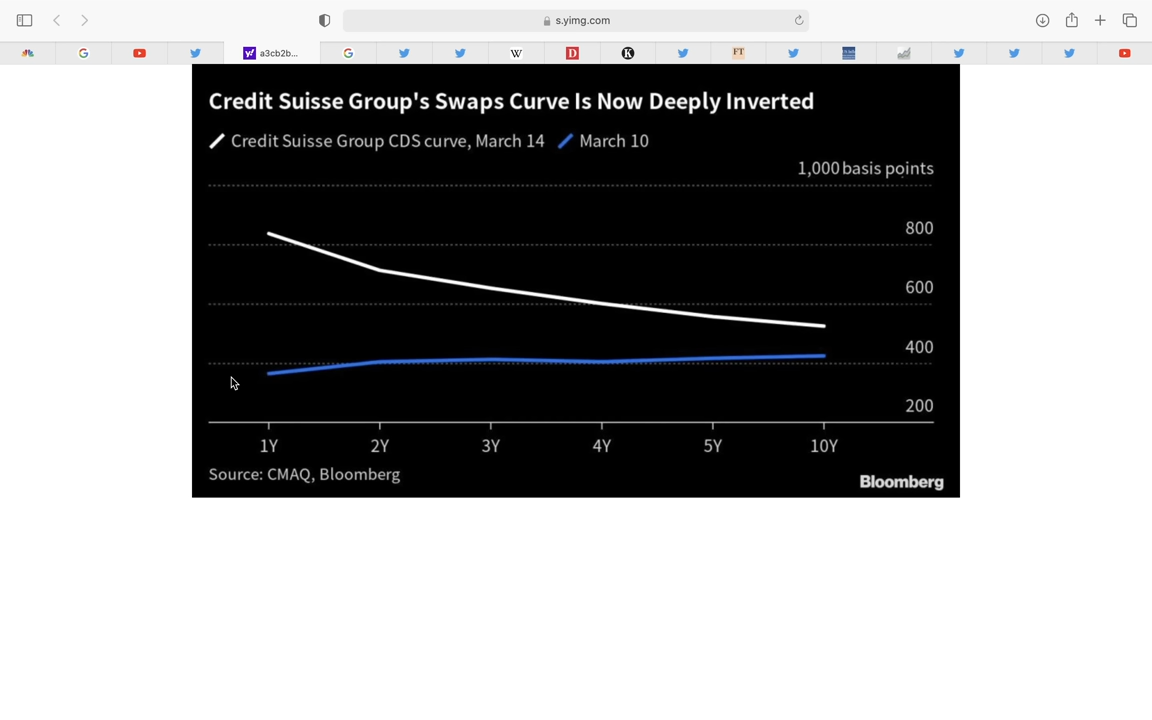 s.yimg.com
a3cb2b...
W
D
K
FT
Credit Suisse Group's Swaps Curve Is Now Deeply Inverted
Credit Suisse Group CDS curve, March 14 March 10
1,000 basis points
800
600
400
200
1Y 2Y 3Y 4Y 5Y 10Y
Source: CMAQ, Bloomberg
Bloomberg